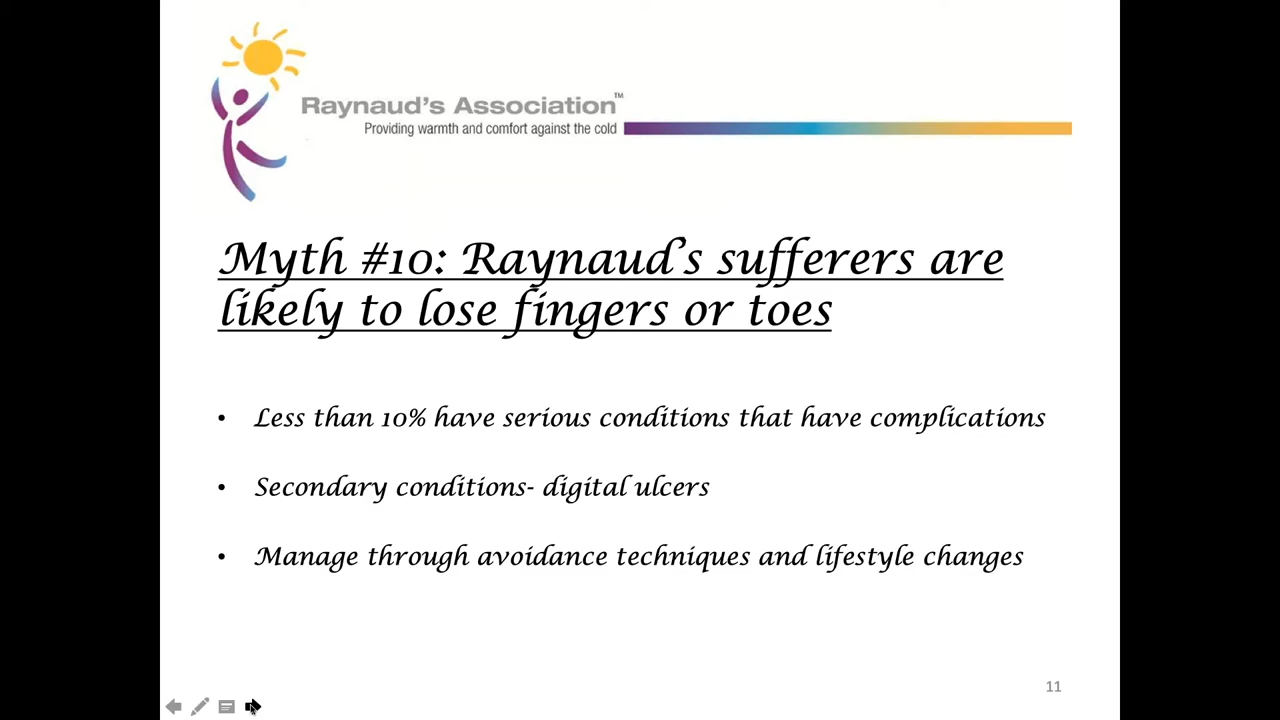 Raynaud's Association™
Providing warmth and comfort against the cold
Myth #10: Raynaud's sufferers are
likely to lose fingers or toes
• Less than 10% have serious conditions that have complications
• Secondary conditions- digital ulcers
• Manage through avoidance techniques and lifestyle changes
11